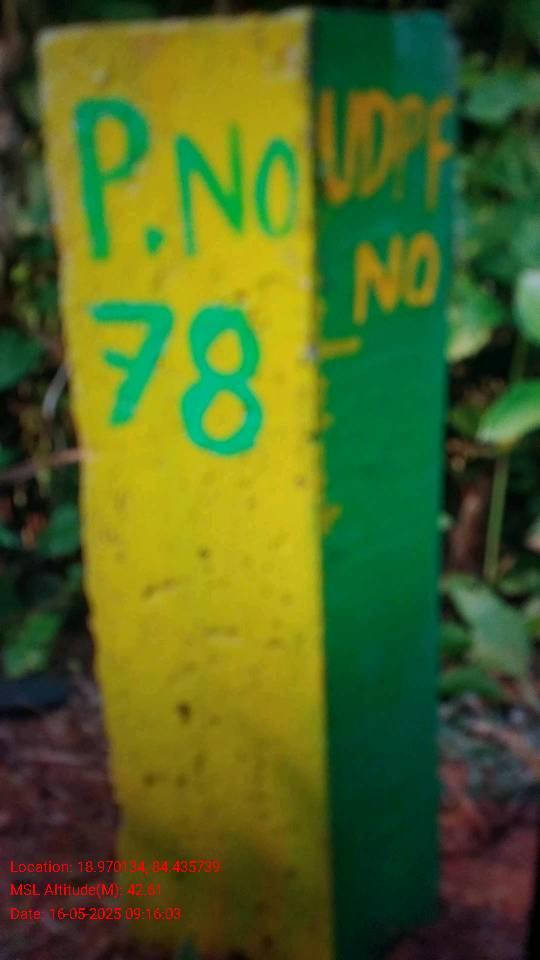 P.NO
78
UDPF
NO
Location: 18.970134, 84.435739
MSL Altitude(M): 42.61
Date: 16-05-2025 09:16:03